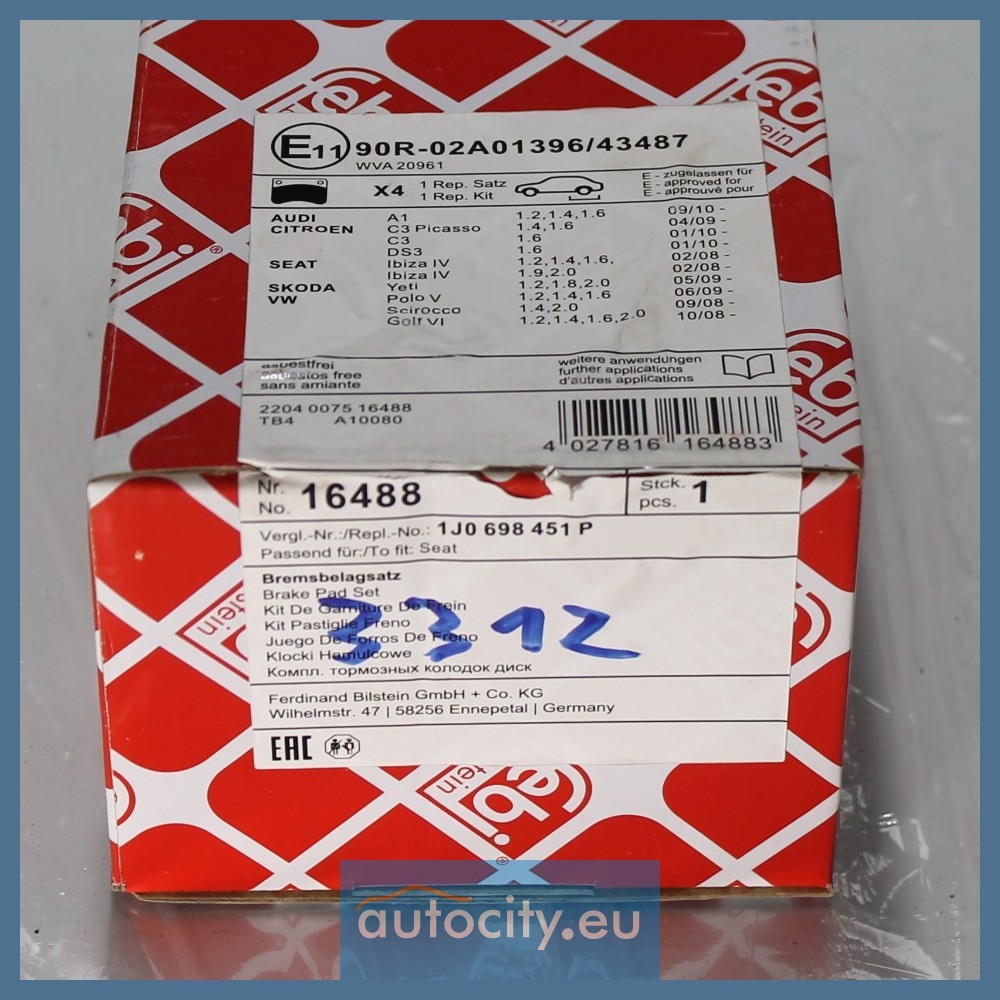 febi
bilstein
E11 90R-02A01396/43487
WVA 20961
X4 1 Rep. Satz
1 Rep. Kit
E - zugelassen für
E - approved for
E - approuvé pour
AUDI A1 1.2,1.4,1.6 09/10 -
CITROEN C3 Picasso 1.4,1.6 04/09 -
C3 1.6 01/10 -
DS3 1.6 01/10 -
SEAT Ibiza IV 1.2,1.4,1.6, 02/08 -
Ibiza IV 1.9,2.0 02/08 -
SKODA Yeti 1.2,1.8,2.0 05/09 -
VW Polo V 1.2,1.4,1.6 06/09 -
Scirocco 1.4,2.0 09/08 -
Golf VI 1.2,1.4,1.6,2.0 10/08 -
asbestfrei
asbestos free
sans amiante
weitere anwendungen
further applications
d'autres applications
2204 0075 16488
TB4 A10080
4 027816 164883
Nr. No. 16488
Stck. pcs. 1
Vergl.-Nr.:/Repl.-No.: 1J0 698 451 P
Passend für:/To fit: Seat
Bremsbelagsatz
Brake Pad Set
Kit De Garniture De Frein
Kit Pastiglie Freno
Juego De Forros De Freno
Klocki Hamulcowe
Компл. тормозных колодок диск
3312
Ferdinand Bilstein GmbH + Co. KG
Wilhelmstr. 47 | 58256 Ennepetal | Germany
EAC
febi
stein
autocity.eu